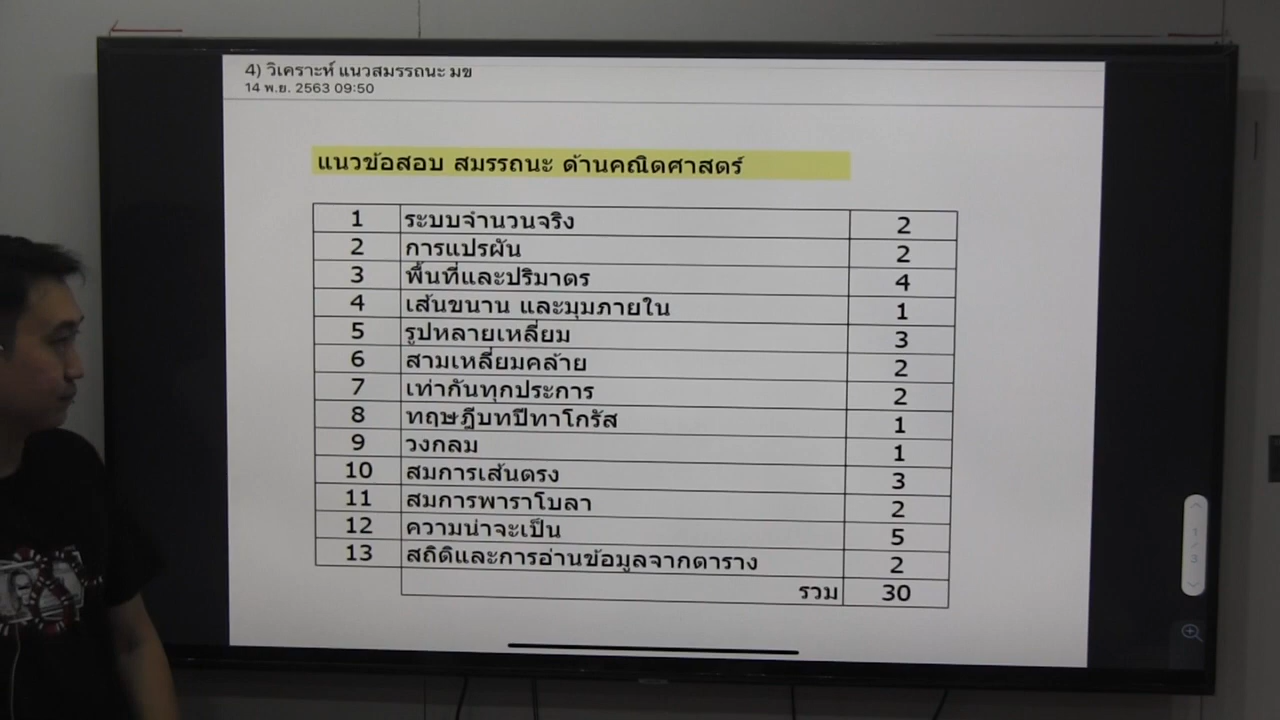 4) วิเคราะห์ แนวสมรรถนะ มข
14 พ.ย. 2563 09:50
แนวข้อสอบ สมรรถนะ ด้านคณิตศาสตร์
1 ระบบจำนวนจริง 2
2 การแปรผัน 2
3 พื้นที่และปริมาตร 4
4 เส้นขนาน และมุมภายใน 1
5 รูปหลายเหลี่ยม 3
6 สามเหลี่ยมคล้าย 2
7 เท่ากันทุกประการ 2
8 ทฤษฎีบทปีทาโกรัส 1
9 วงกลม 1
10 สมการเส้นตรง 3
11 สมการพาราโบลา 2
12 ความน่าจะเป็น 5
13 สถิติและการอ่านข้อมูลจากตาราง 2
รวม 30
1
/
3